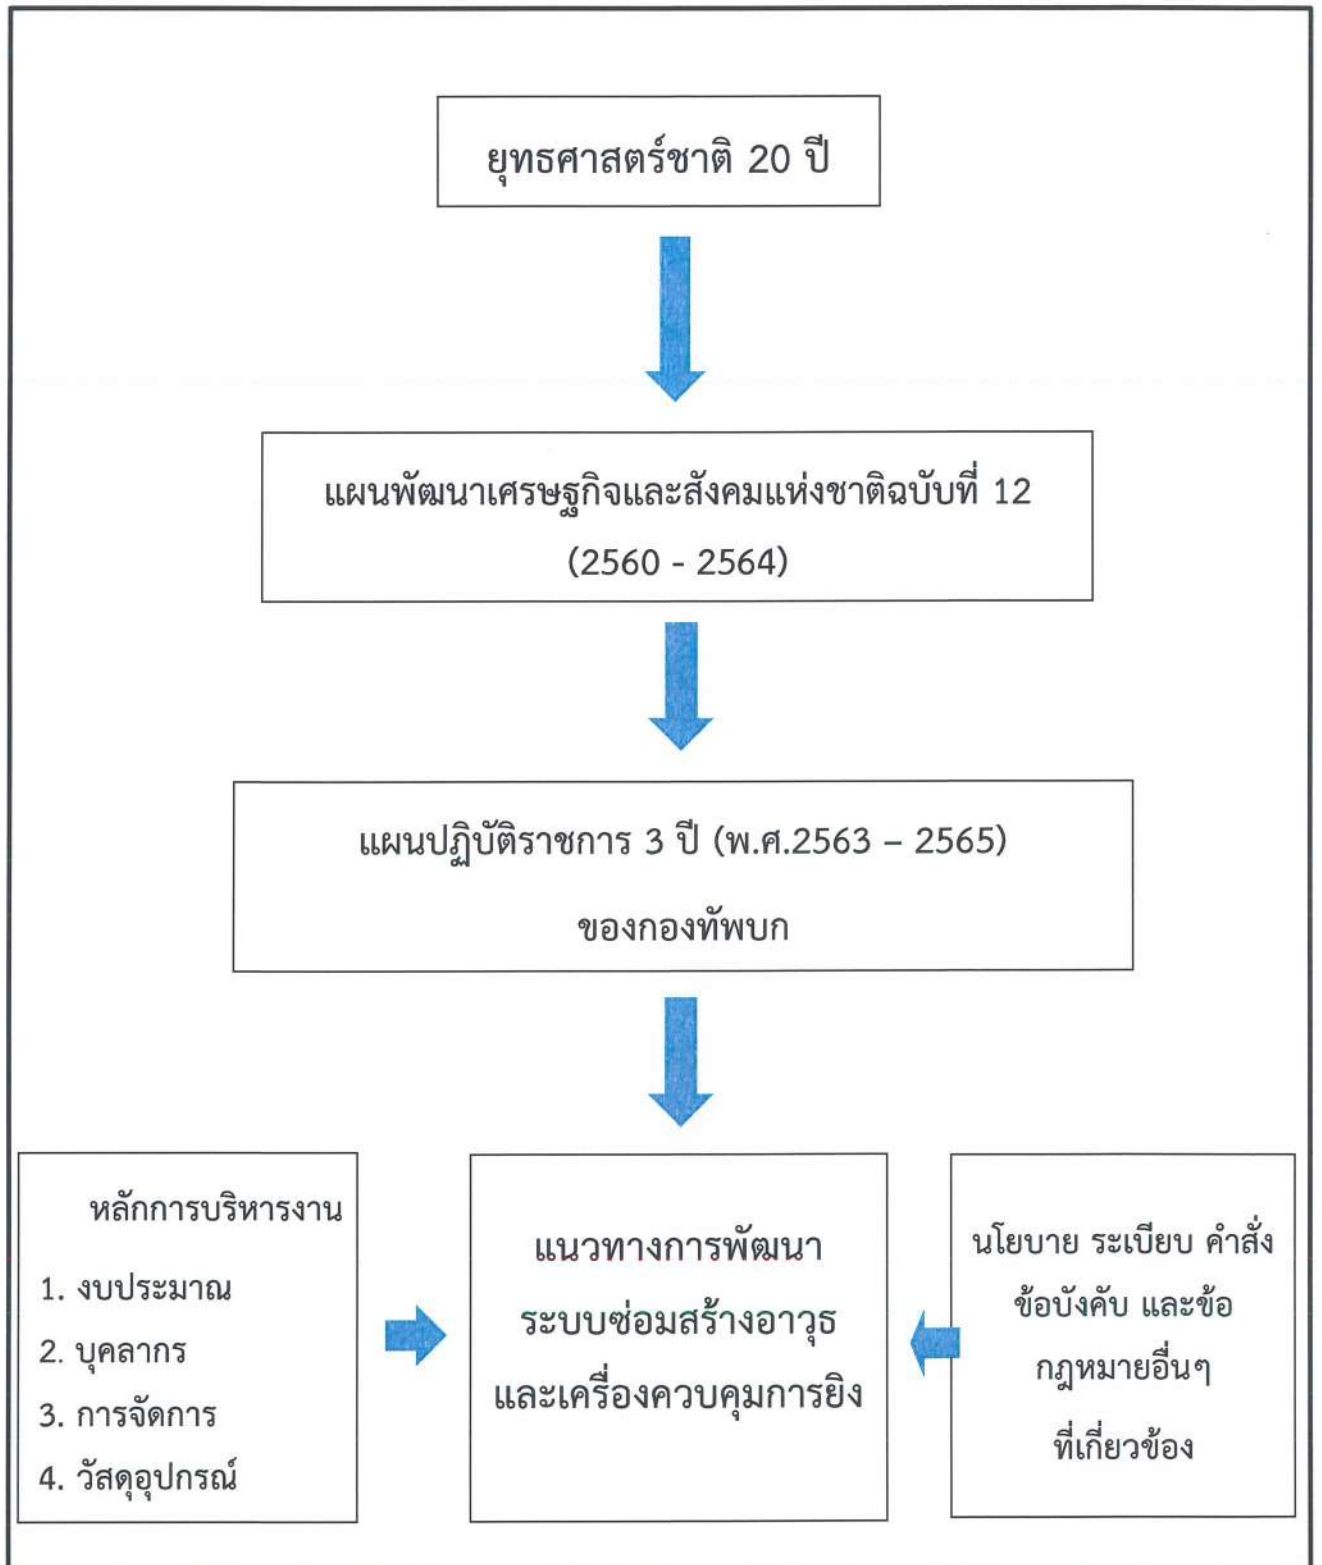 ยุทธศาสตร์ชาติ 20 ปี
แผนพัฒนาเศรษฐกิจและสังคมแห่งชาติฉบับที่ 12
(2560 - 2564)
แผนปฏิบัติราชการ 3 ปี (พ.ศ.2563 – 2565)
ของกองทัพบก
หลักการบริหารงาน
1. งบประมาณ
2. บุคลากร
3. การจัดการ
4. วัสดุอุปกรณ์
แนวทางการพัฒนา
ระบบซ่อมสร้างอาวุธ
และเครื่องควบคุมการยิง
นโยบาย ระเบียบ คำสั่ง
ข้อบังคับ และข้อ
กฎหมายอื่นๆ
ที่เกี่ยวข้อง